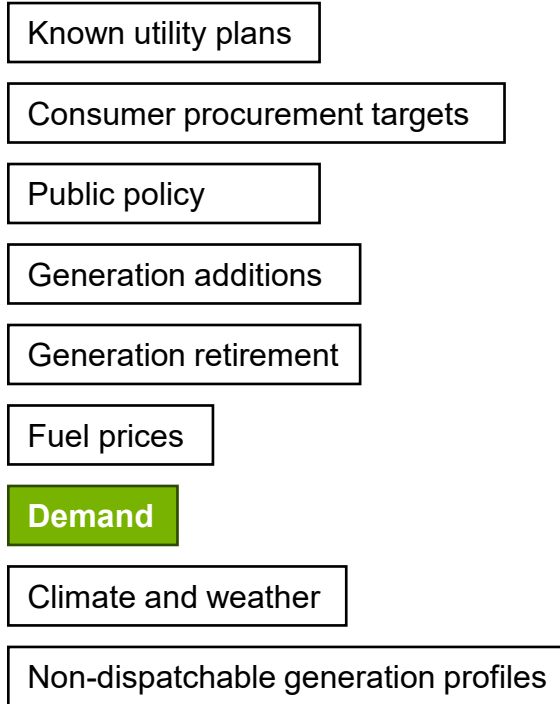 Known utility plans
Consumer procurement targets
Public policy
Generation additions
Generation retirement
Fuel prices
Demand
Climate and weather
Non-dispatchable generation profiles